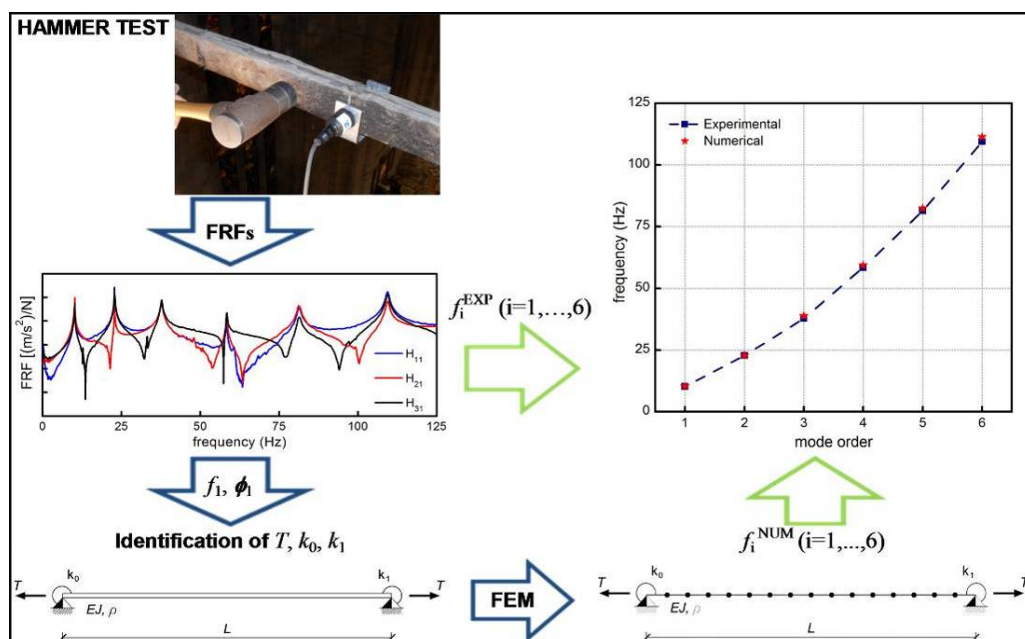 HAMMER TEST
FRFs
FRF [(m/s²)/N]
H₁₁
H₂₁
H₃₁
0 25 50 75 100 125
frequency (Hz)
f₁, ϕ₁
Identification of T, k₀, k₁
T k₀ k₁ T
EJ, ρ
L
fᵢᴱˣᴾ (i=1,…,6)
125
100
75
50
25
0
frequency (Hz)
Experimental
Numerical
1 2 3 4 5 6
mode order
fᵢᴺᵁᴹ (i=1,...,6)
FEM
T k₀ k₁ T
EJ, ρ
L